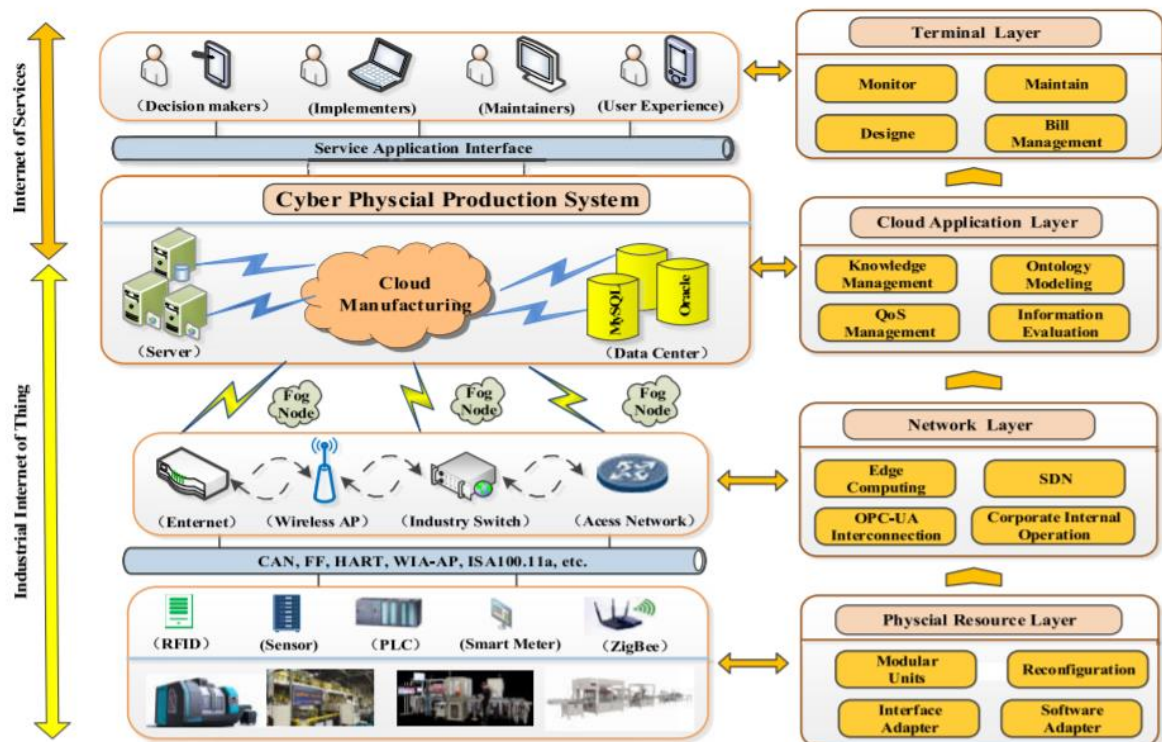 Internet of Services
Industrial Internet of Thing
（Decision makers）
(Implementers)
(Maintainers)
(User Experience)
Service Application Interface
Cyber Physcial Production System
Cloud
Manufacturing
MySQL
Oracle
（Server）
（Data Center）
Fog
Node
Fog
Node
Fog
Node
（Enternet）
（Wireless AP）
（Industry Switch）
（Acess Network）
CAN, FF, HART, WIA-AP, ISA100.11a, etc.
（RFID）
(Sensor)
（PLC）
(Smart Meter)
（ZigBee）
Terminal Layer
Monitor
Maintain
Designe
Bill
Management
Cloud Application Layer
Knowledge
Management
Ontology
Modeling
QoS
Management
Information
Evaluation
Network Layer
Edge
Computing
SDN
OPC-UA
Interconnection
Corporate Internal
Operation
Physcial Resource Layer
Modular
Units
Reconfiguration
Interface
Adapter
Software
Adapter